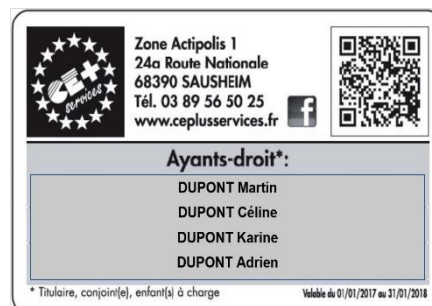 CE+
services
Zone Actipolis 1
24a Route Nationale
68390 SAUSHEIM
Tél. 03 89 56 50 25
www.ceplusservices.fr
f
Ayants-droit*:
DUPONT Martin
DUPONT Céline
DUPONT Karine
DUPONT Adrien
* Titulaire, conjoint(e), enfant(s) à charge
Valable du 01/01/2017 au 31/01/2018